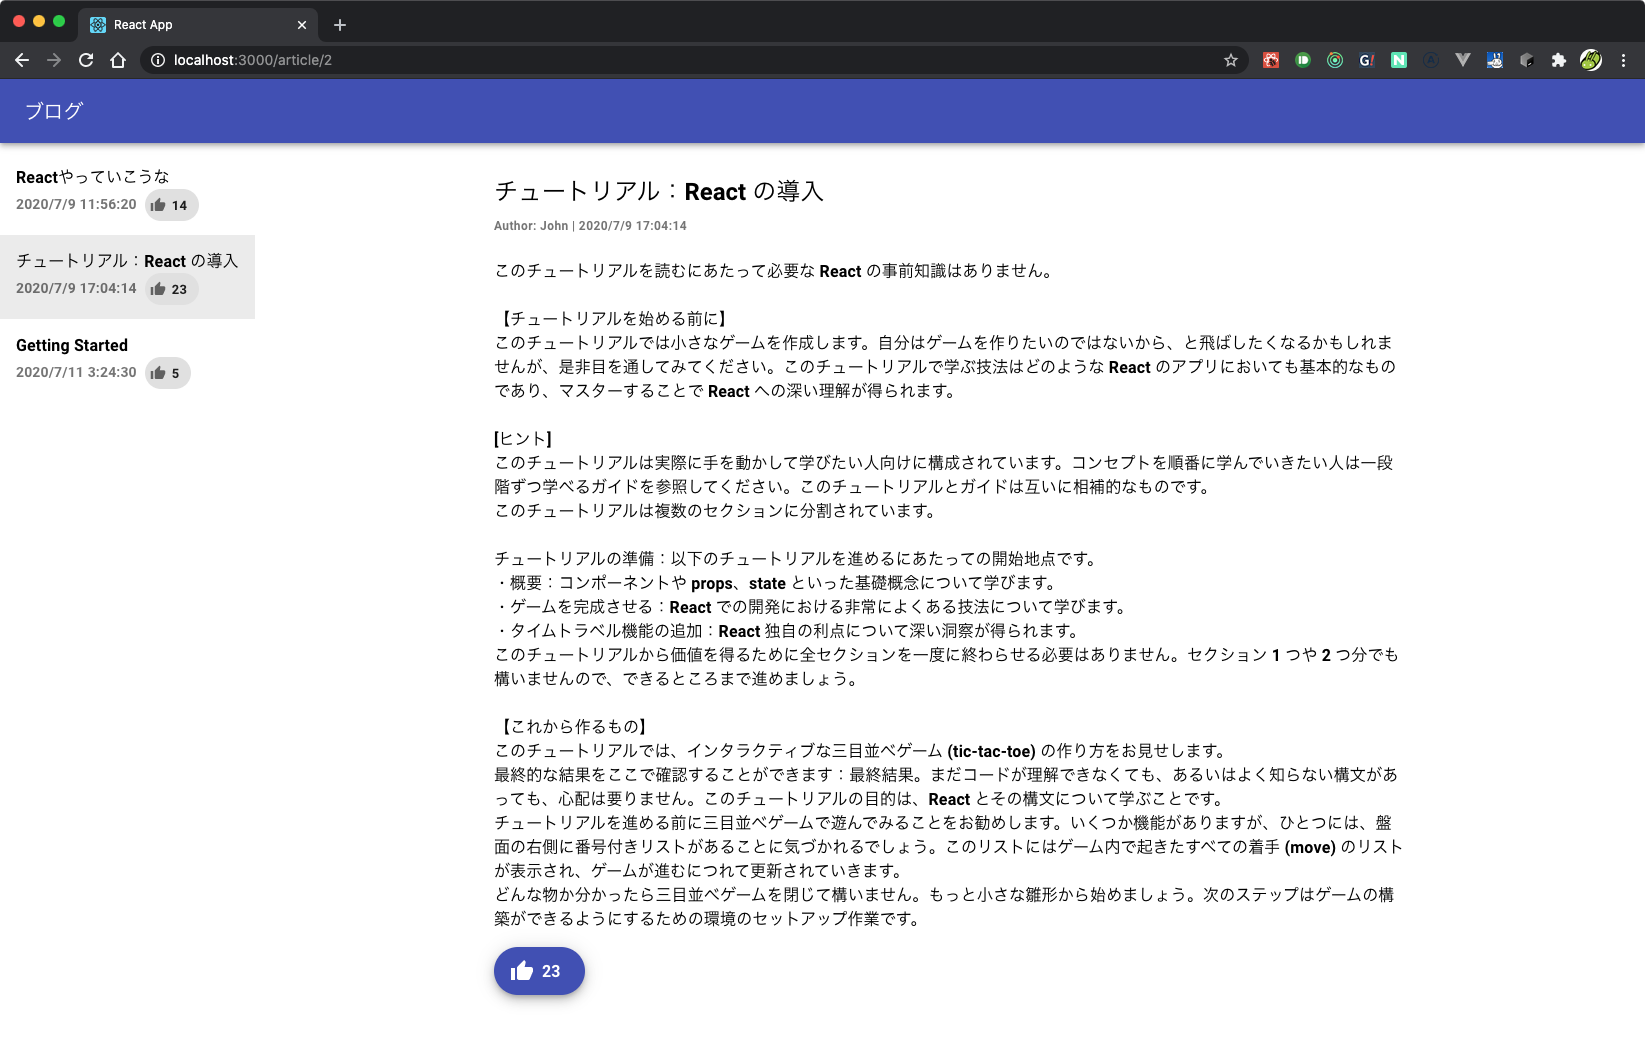 React App
localhost:3000/article/2
ブログ
Reactやっていこうな
2020/7/9 11:56:20 14
チュートリアル：React の導入
2020/7/9 17:04:14 23
Getting Started
2020/7/11 3:24:30 5
チュートリアル：React の導入
Author: John | 2020/7/9 17:04:14
このチュートリアルを読むにあたって必要な React の事前知識はありません。
【チュートリアルを始める前に】
このチュートリアルでは小さなゲームを作成します。自分はゲームを作りたいのではないから、と飛ばしたくなるかもしれま
せんが、是非目を通してみてください。このチュートリアルで学ぶ技法はどのような React のアプリにおいても基本的なもの
であり、マスターすることで React への深い理解が得られます。
[ヒント]
このチュートリアルは実際に手を動かして学びたい人向けに構成されています。コンセプトを順番に学んでいきたい人は一段
階ずつ学べるガイドを参照してください。このチュートリアルとガイドは互いに相補的なものです。
このチュートリアルは複数のセクションに分割されています。
チュートリアルの準備：以下のチュートリアルを進めるにあたっての開始地点です。
・概要：コンポーネントや props、state といった基礎概念について学びます。
・ゲームを完成させる：React での開発における非常によくある技法について学びます。
・タイムトラベル機能の追加：React 独自の利点について深い洞察が得られます。
このチュートリアルから価値を得るために全セクションを一度に終わらせる必要はありません。セクション 1 つや 2 つ分でも
構いませんので、できるところまで進めましょう。
【これから作るもの】
このチュートリアルでは、インタラクティブな三目並べゲーム (tic-tac-toe) の作り方をお見せします。
最終的な結果をここで確認することができます：最終結果。まだコードが理解できなくても、あるいはよく知らない構文があ
っても、心配は要りません。このチュートリアルの目的は、React とその構文について学ぶことです。
チュートリアルを進める前に三目並べゲームで遊んでみることをお勧めします。いくつか機能がありますが、ひとつには、盤
面の右側に番号付きリストがあることに気づかれるでしょう。このリストにはゲーム内で起きたすべての着手 (move) のリスト
が表示され、ゲームが進むにつれて更新されていきます。
どんな物か分かったら三目並べゲームを閉じて構いません。もっと小さな雛形から始めましょう。次のステップはゲームの構
築ができるようにするための環境のセットアップ作業です。
23